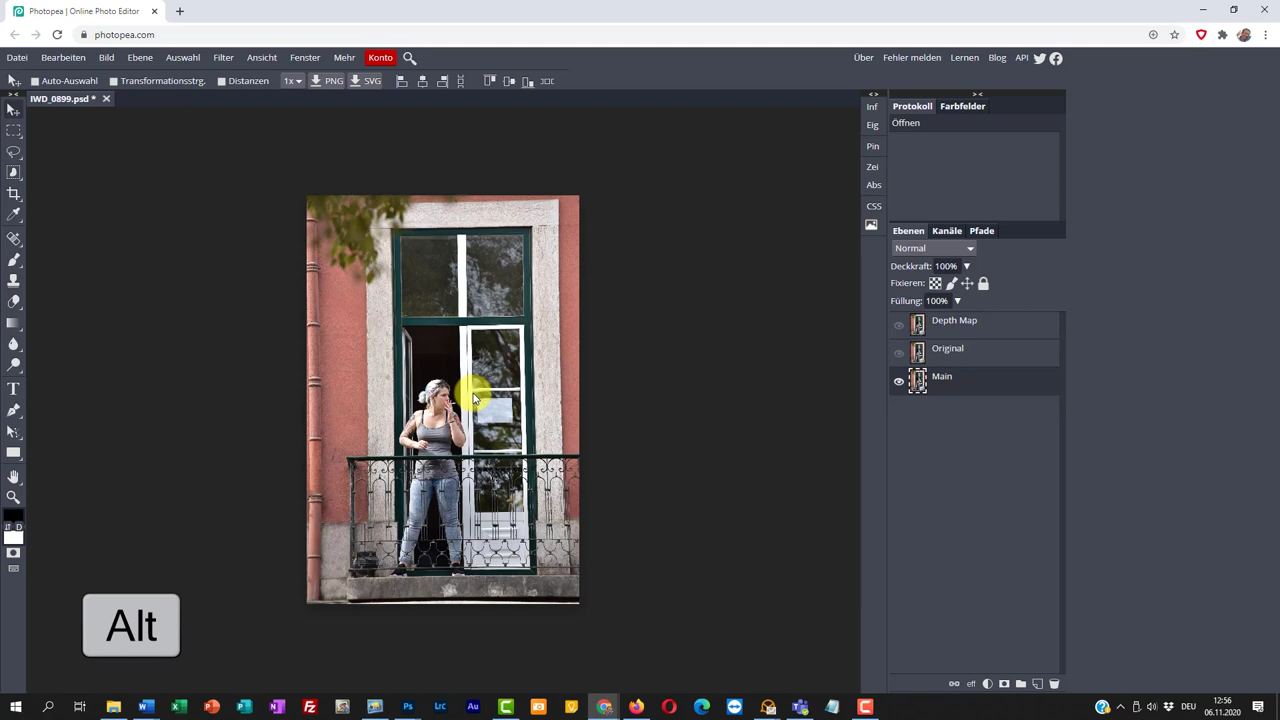 Photopea | Online Photo Editor
photopea.com
Datei Bearbeiten Bild Ebene Auswahl Filter Ansicht Fenster Mehr Konto Über Fehler melden Lernen Blog API
Auto-Auswahl Transformationsstrg. Distanzen 1x PNG SVG
IWD_0899.psd *
Inf
Eig
Pin
Zei
Abs
CSS
Protokoll Farbfelder
Öffnen
Ebenen Kanäle Pfade
Normal
Deckkraft: 100%
Fixieren:
Füllung: 100%
Depth Map
Original
Main
eff
Alt
DEU
12:56
06.11.2020